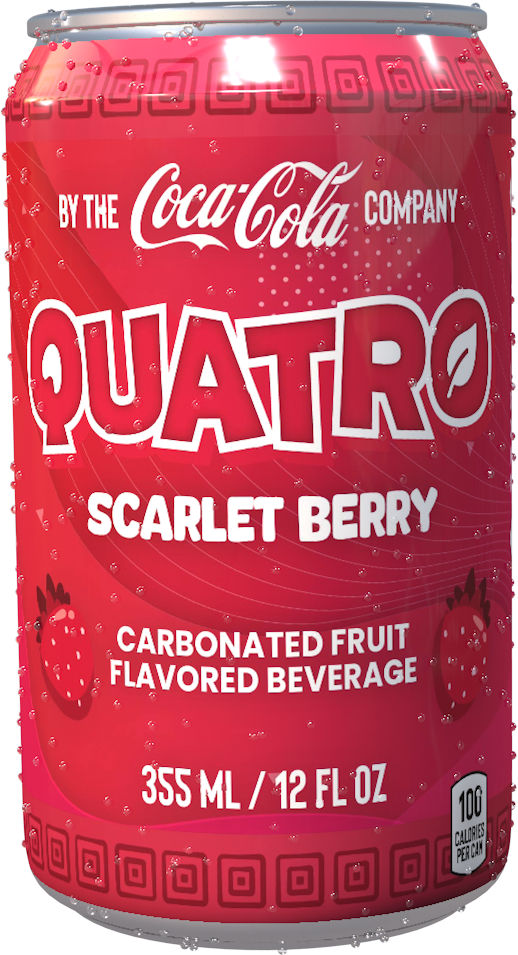 BY THE Coca-Cola COMPANY
QUATRO
SCARLET BERRY
CARBONATED FRUIT
FLAVORED BEVERAGE
355 ML / 12 FL OZ
100
CALORIES
PER CAN